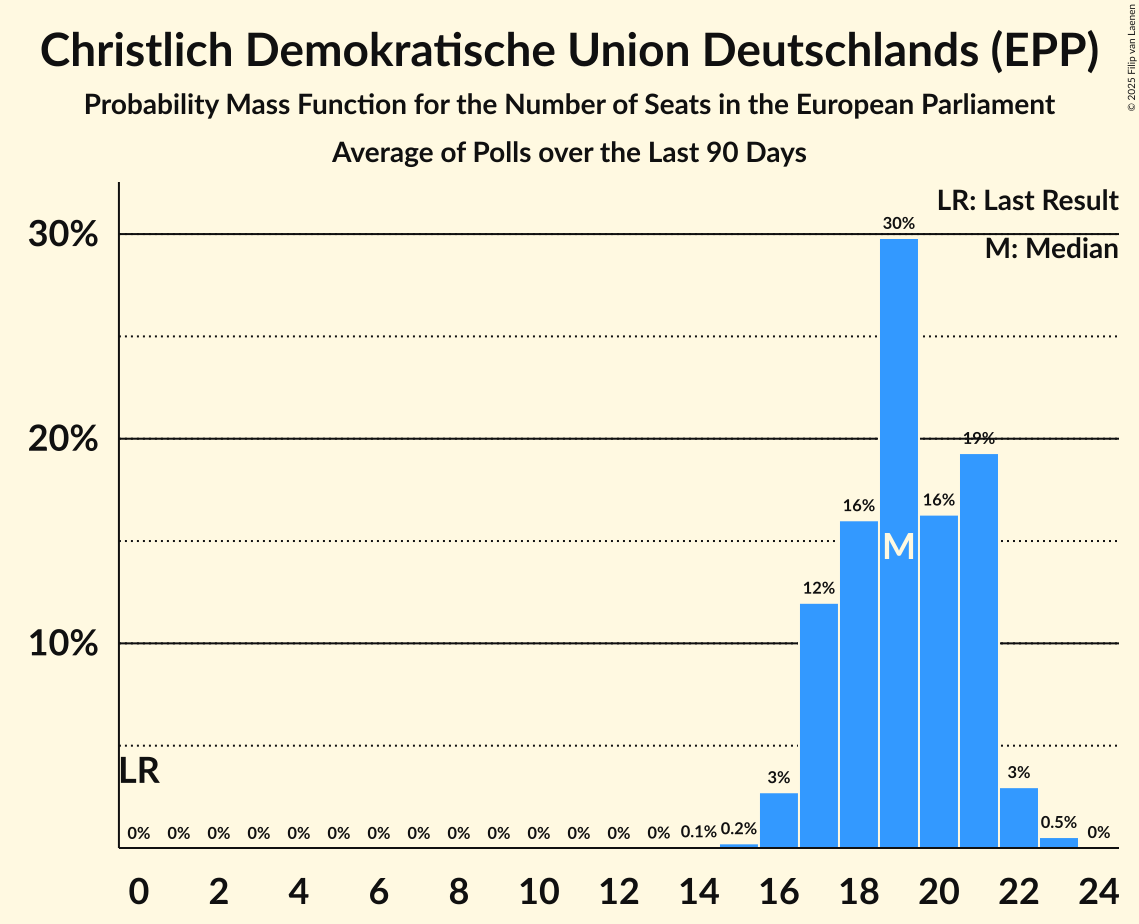 Christlich Demokratische Union Deutschlands (EPP)
Probability Mass Function for the Number of Seats in the European Parliament
Average of Polls over the Last 90 Days
© 2025 Filip van Laenen
LR: Last Result
M: Median
30%
20%
10%
30%
19%
16%
16%
M
12%
LR
3%
3%
0% 0% 0% 0% 0% 0% 0% 0% 0% 0% 0% 0% 0% 0% 0.1% 0.2% 0.5% 0%
0 2 4 6 8 10 12 14 16 18 20 22 24